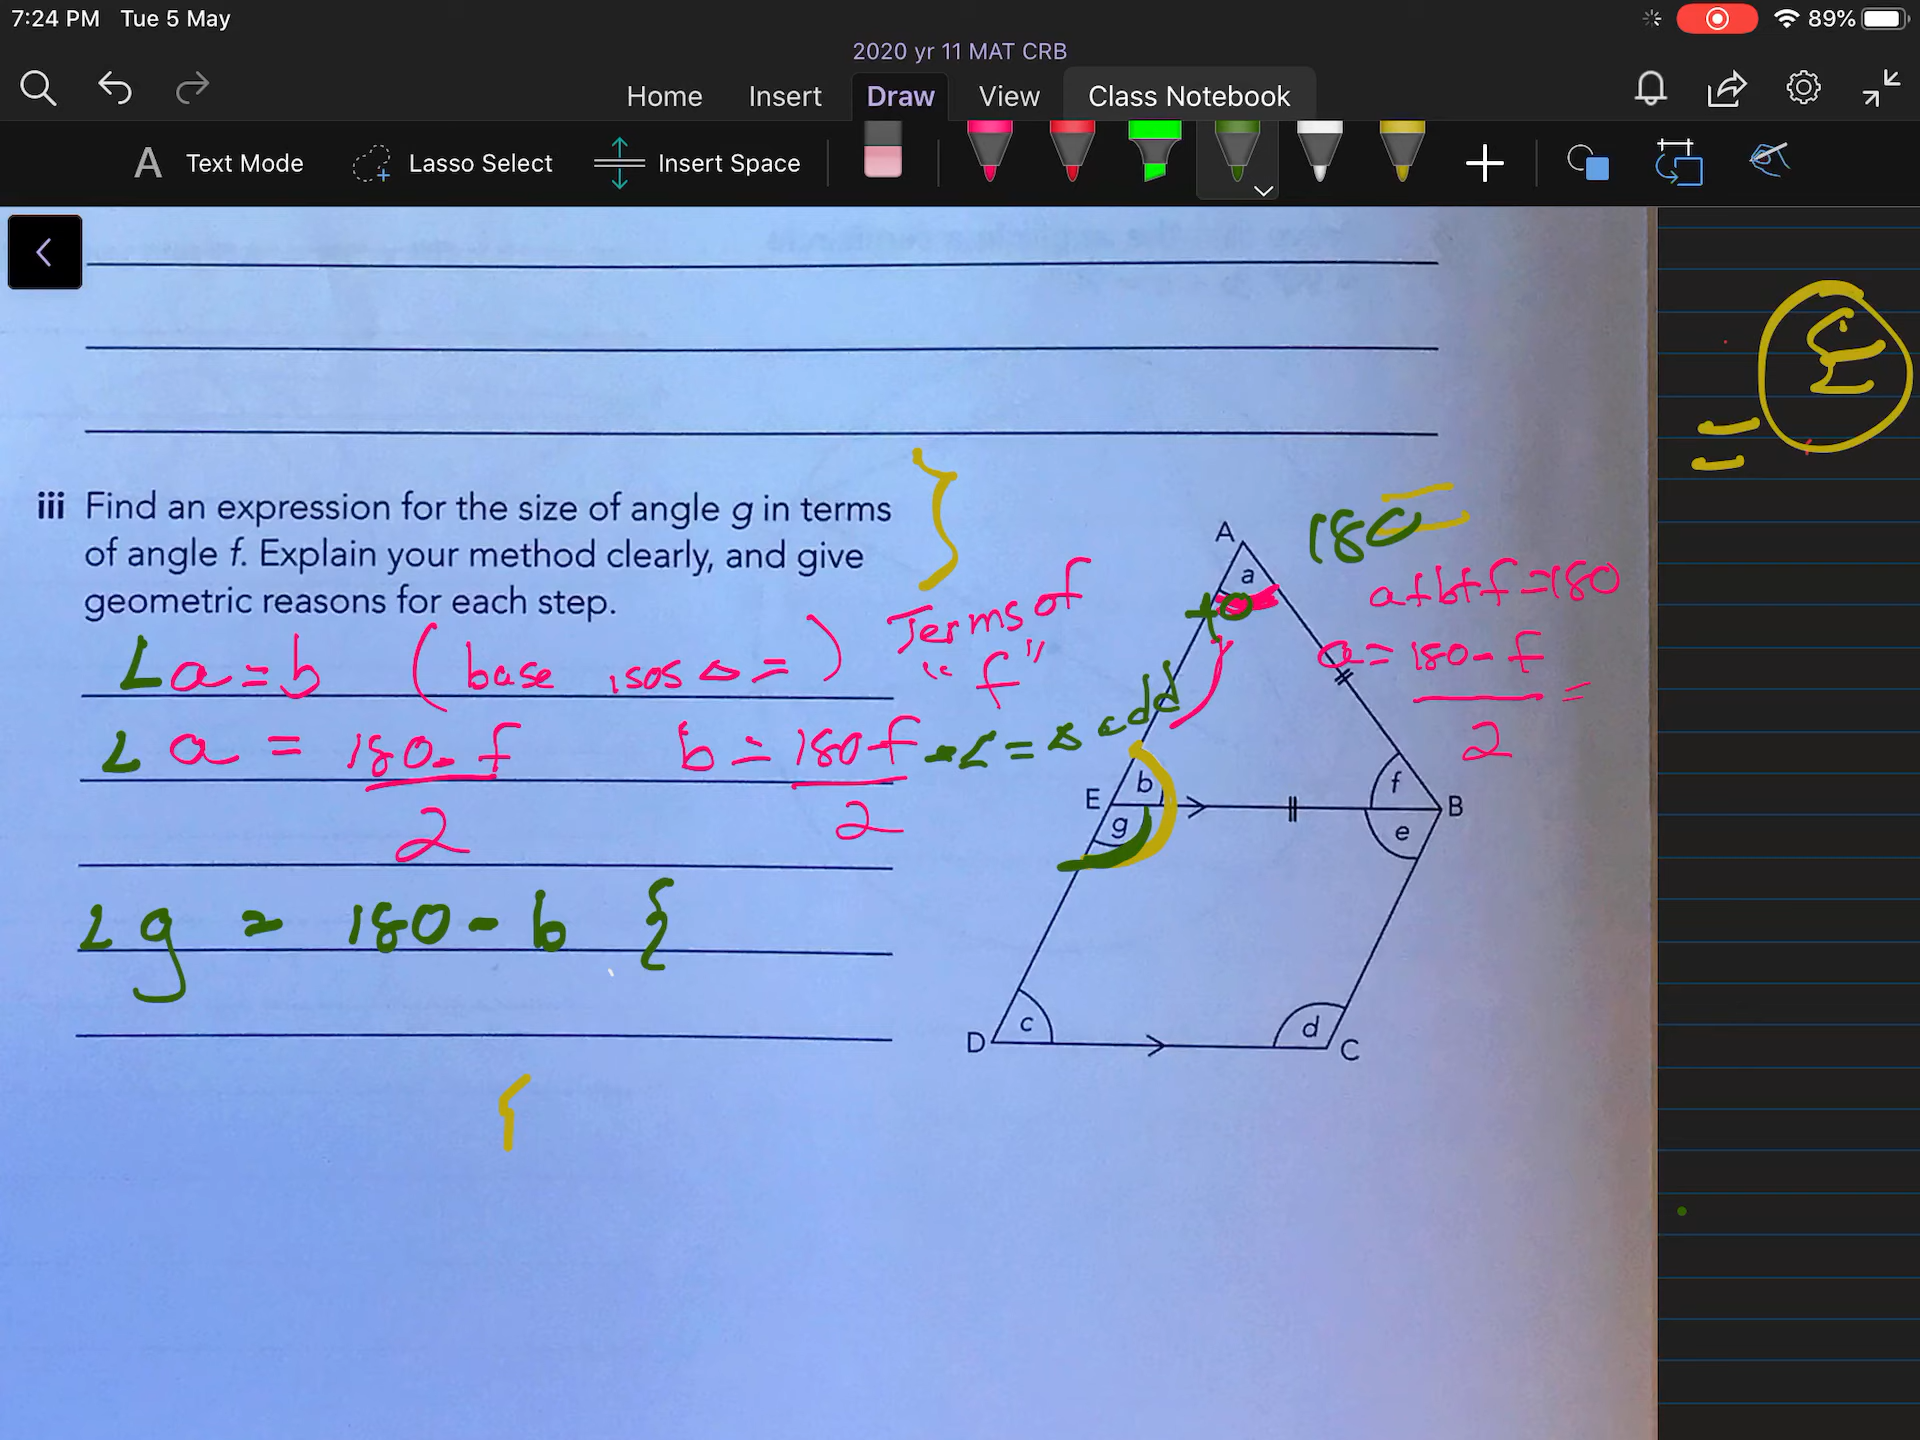 7:24 PM Tue 5 May
89%
2020 yr 11 MAT CRB
Home Insert Draw View Class Notebook
A Text Mode Lasso Select Insert Space
iii Find an expression for the size of angle g in terms
of angle f. Explain your method clearly, and give
geometric reasons for each step.
∠a = b (base isos Δ =)
Terms of
"f"
∠a = 180 - f
2
b = 180 - f
2
∠ = Δ add
to
∠g = 180 - b {
180
a + b + f = 180
a = 180 - f =
2
A
a
b
f
E
B
g
e
c
d
D
C